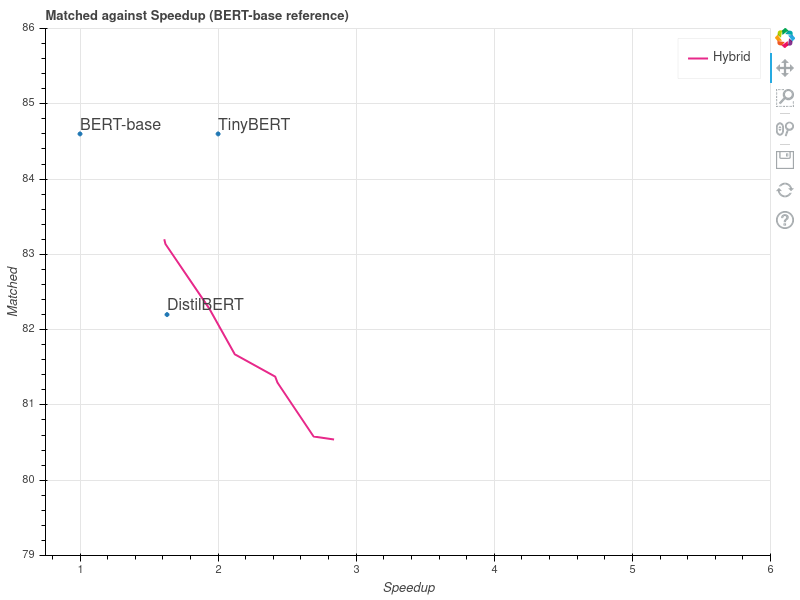 Matched against Speedup (BERT-base reference)
86
Hybrid
85
BERT-base
TinyBERT
84
83
Matched
DistilBERT
82
81
80
79
1
2
3
4
5
6
Speedup